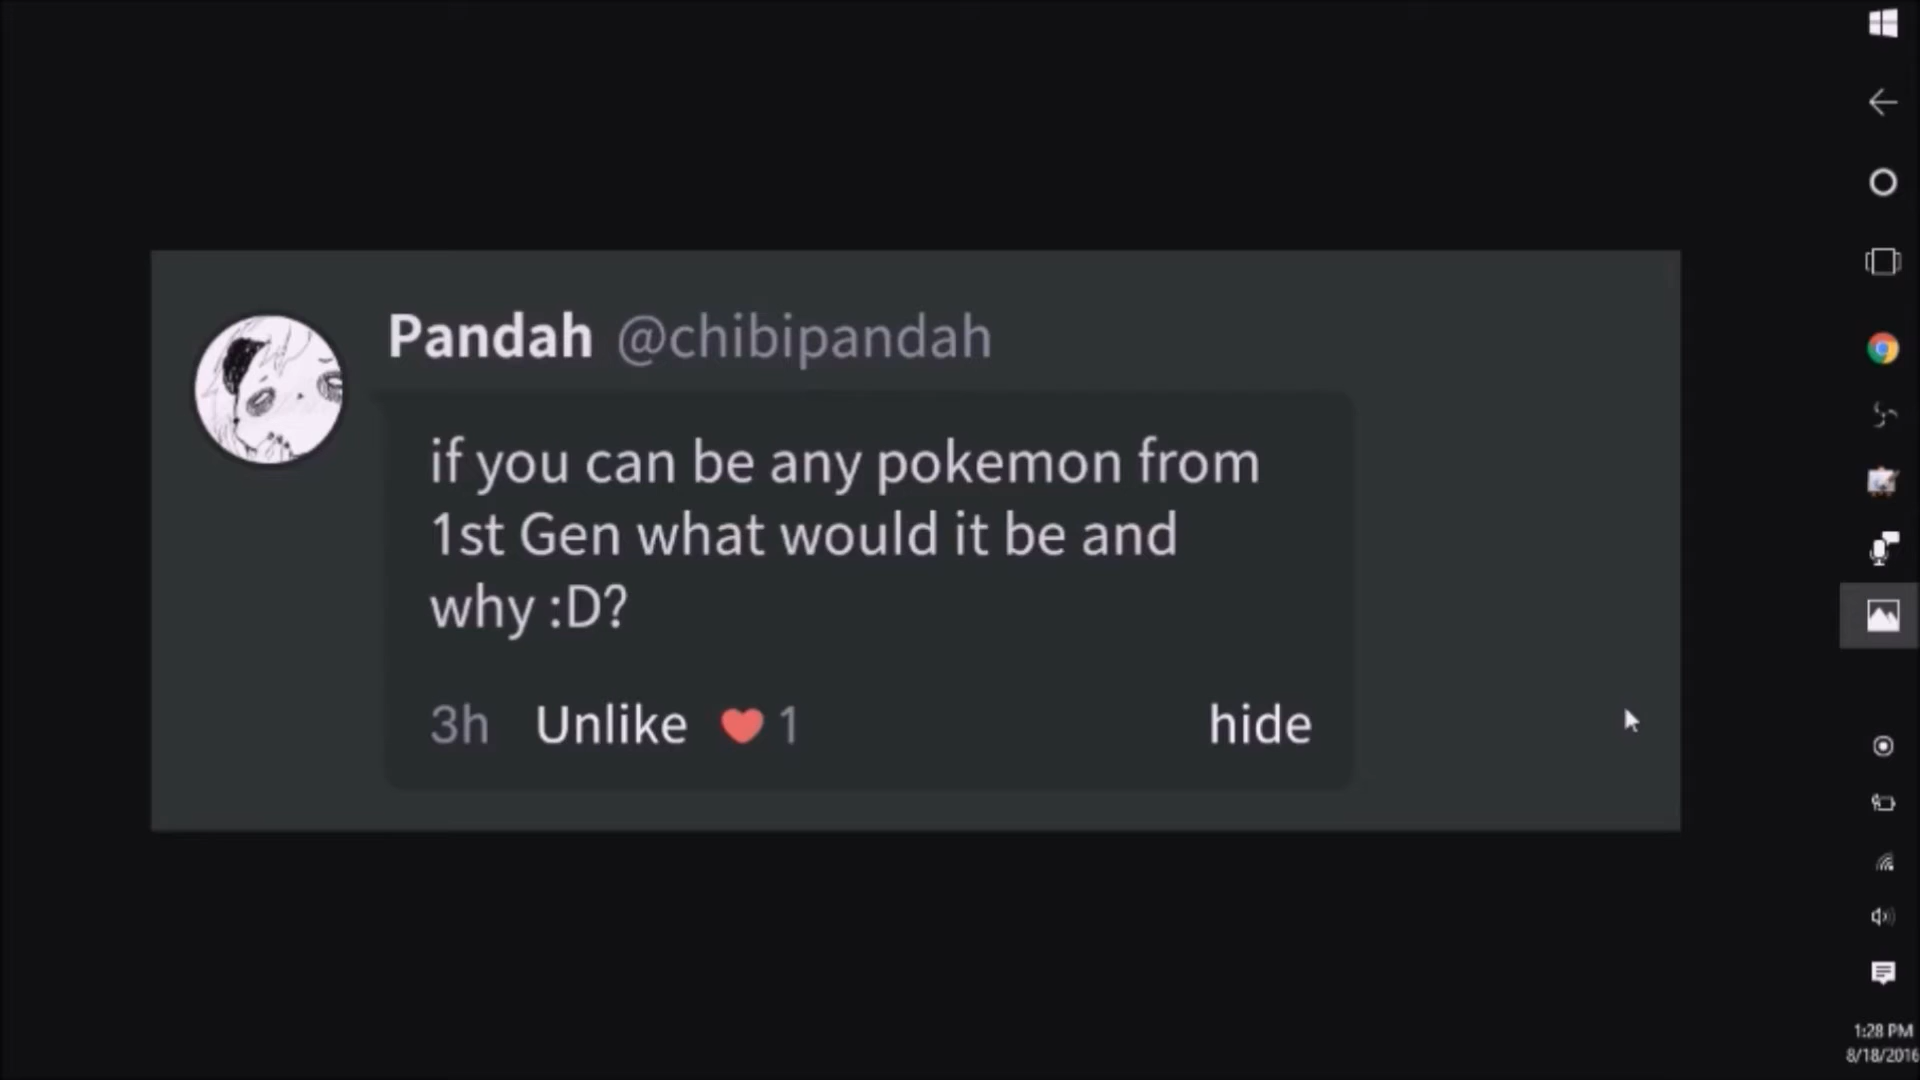 Pandah @chibipandah
if you can be any pokemon from
1st Gen what would it be and
why :D?
3h Unlike 1 hide
1:28 PM
8/18/2016